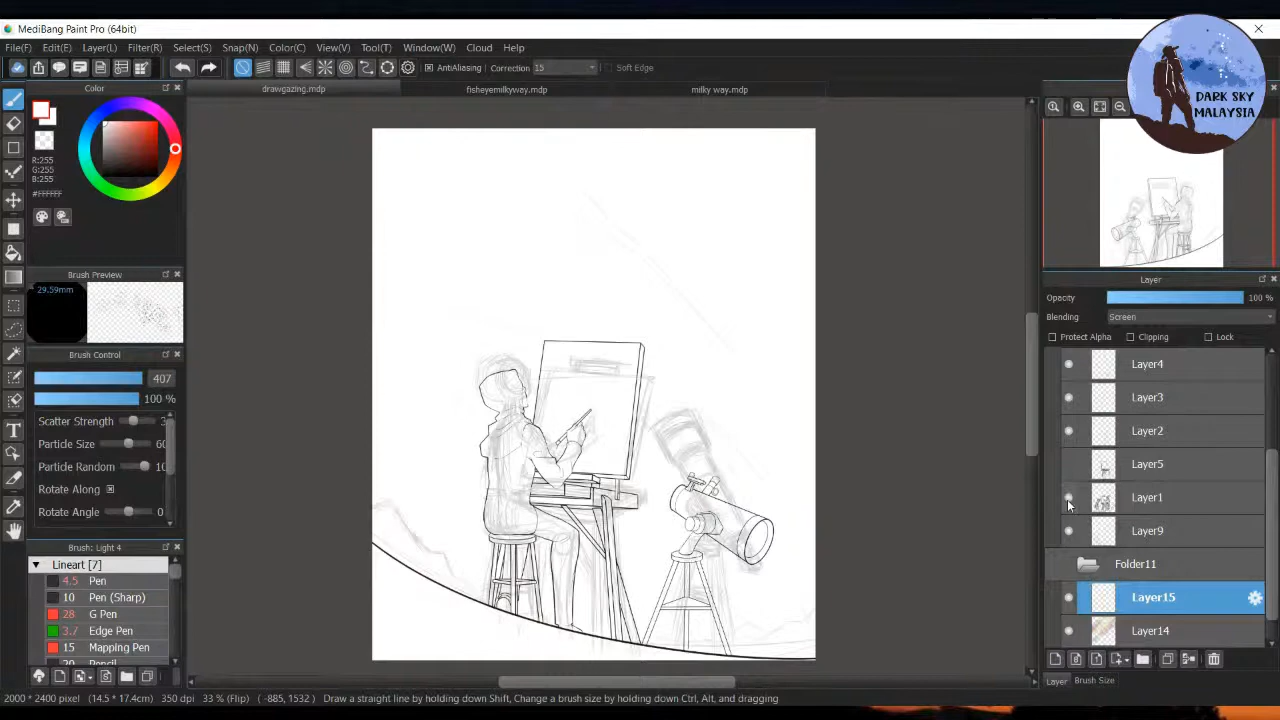 MediBang Paint Pro (64bit)
File(F) Edit(E) Layer(L) Filter(R) Select(S) Snap(N) Color(C) View(V) Tool(T) Window(W) Cloud Help
AntiAliasing Correction 15 Soft Edge
Color
drawgazing.mdp fisheyemilkyway.mdp milky way.mdp
DARK SKY
MALAYSIA
R:255
G:255
B:255
#FFFFFF
Brush Preview
29.59mm
Brush Control
407
100 %
Scatter Strength 3
Particle Size 60
Particle Random 10
Rotate Along
Rotate Angle 0
Brush: Light 4
Lineart [7]
4.5 Pen
10 Pen (Sharp)
28 G Pen
3.7 Edge Pen
15 Mapping Pen
20 Pencil
Layer
Opacity 100 %
Blending Screen
Protect Alpha Clipping Lock
Layer4
Layer3
Layer2
Layer5
Layer1
Layer9
Folder11
Layer15
Layer14
Layer Brush Size
2000 * 2400 pixel (14.5 * 17.4cm) 350 dpi 33 % (Flip) (-885, 1532) Draw a straight line by holding down Shift, Change a brush size by holding down Ctrl, Alt, and dragging